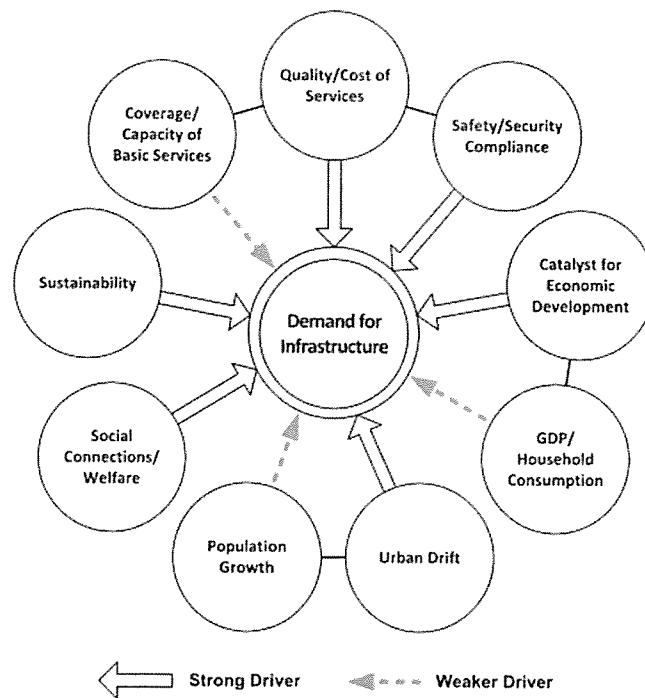 Quality/Cost of
Services
Coverage/
Capacity of
Basic Services
Safety/Security
Compliance
Sustainability
Catalyst for
Economic
Development
Demand for
Infrastructure
Social
Connections/
Welfare
GDP/
Household
Consumption
Population
Growth
Urban Drift
Strong Driver
Weaker Driver